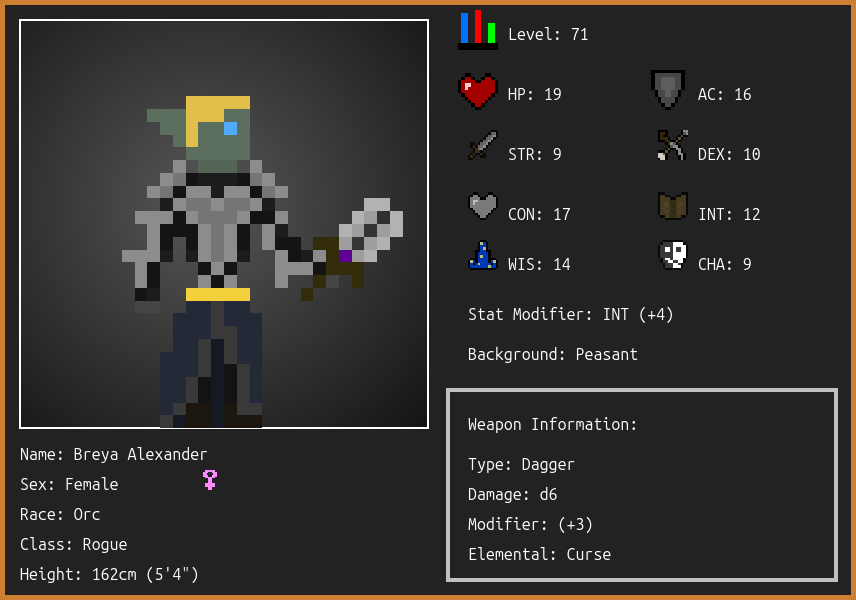 Level: 71
HP: 19
AC: 16
STR: 9
DEX: 10
CON: 17
INT: 12
WIS: 14
CHA: 9
Stat Modifier: INT (+4)
Background: Peasant
Weapon Information:
Type: Dagger
Damage: d6
Modifier: (+3)
Elemental: Curse
Name: Breya Alexander
Sex: Female
Race: Orc
Class: Rogue
Height: 162cm (5'4")